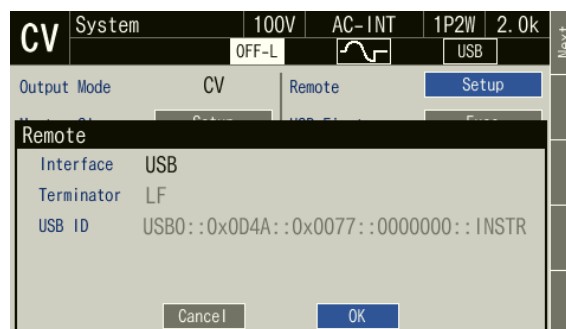 CV System 100V AC-INT 1P2W 2.0k
OFF-L USB
Next
Output Mode CV Remote Setup
Remote
Interface USB
Terminator LF
USB ID USB0::0x0D4A::0x0077::0000000::INSTR
Cancel OK